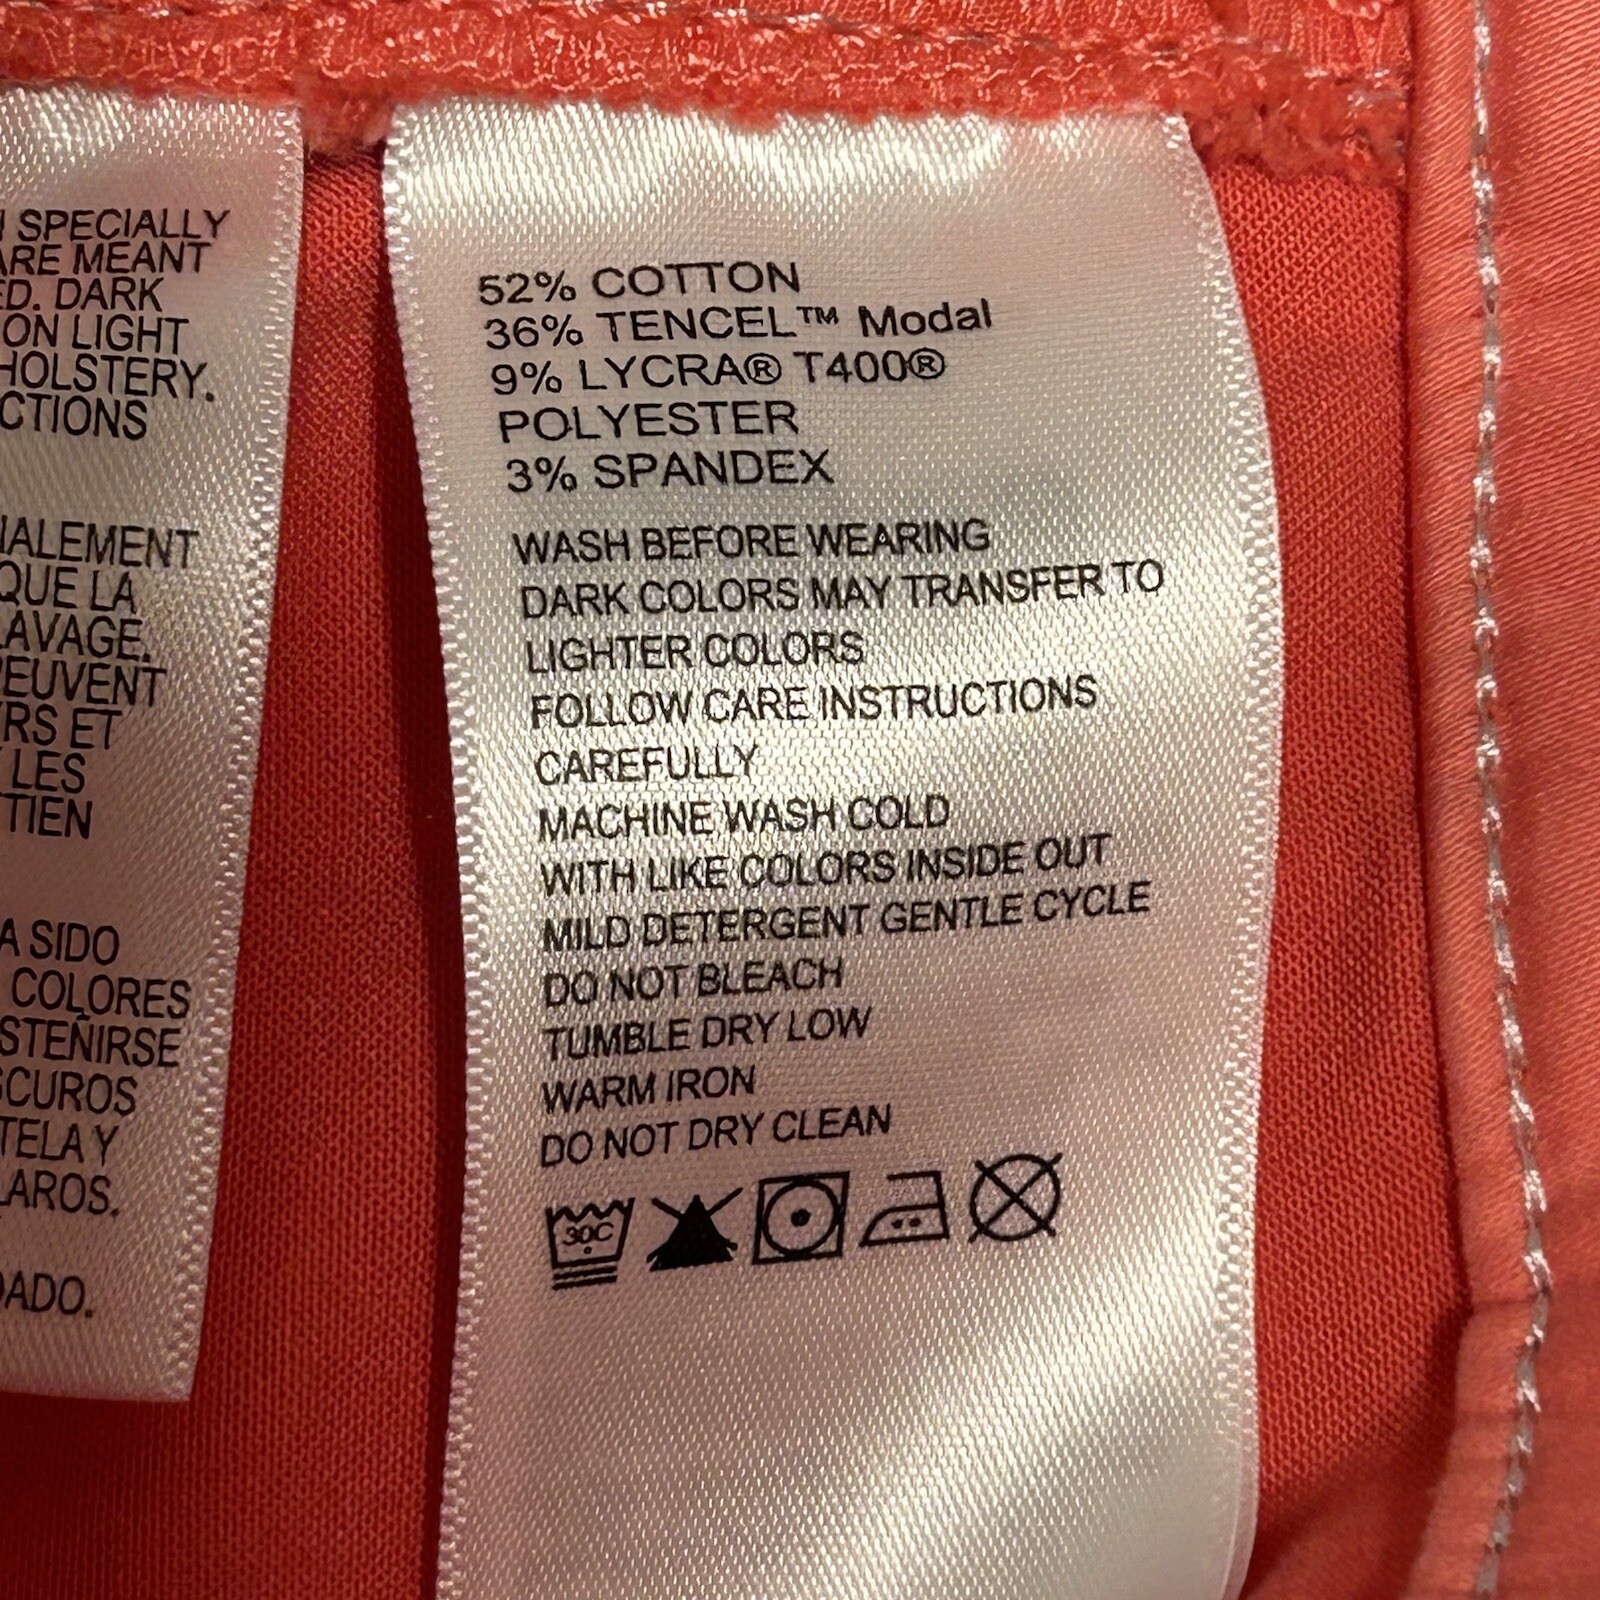 SPECIALLY
ARE MEANT
ED. DARK
ON LIGHT
HOLSTERY.
CTIONS
IALEMENT
QUE LA
LAVAGE.
PEUVENT
RS ET
LES
TIEN
A SIDO
COLORES
STEÑIRSE
SCUROS
TELA Y
LAROS.
DADO.
52% COTTON
36% TENCEL™ Modal
9% LYCRA® T400®
POLYESTER
3% SPANDEX
WASH BEFORE WEARING
DARK COLORS MAY TRANSFER TO
LIGHTER COLORS
FOLLOW CARE INSTRUCTIONS
CAREFULLY
MACHINE WASH COLD
WITH LIKE COLORS INSIDE OUT
MILD DETERGENT GENTLE CYCLE
DO NOT BLEACH
TUMBLE DRY LOW
WARM IRON
DO NOT DRY CLEAN
30C